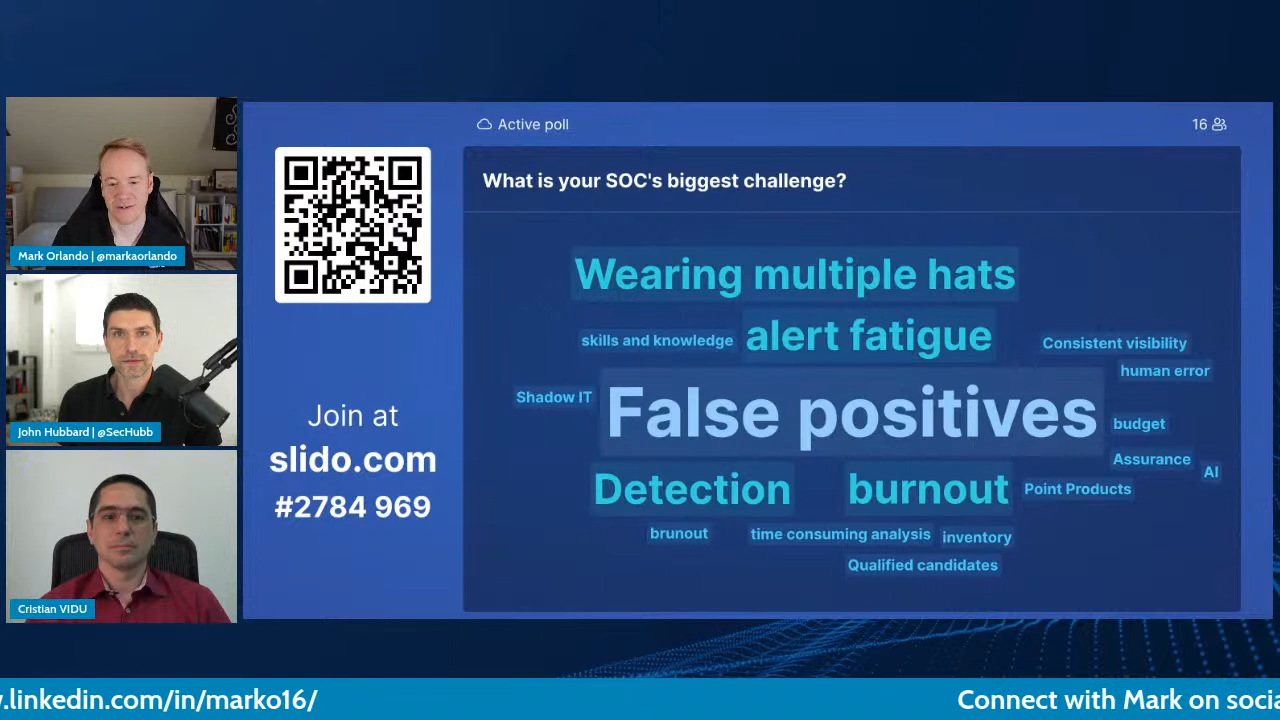 Active poll
16
What is your SOC's biggest challenge?
Wearing multiple hats
skills and knowledge
alert fatigue
Consistent visibility
human error
Shadow IT
False positives
budget
Assurance
AI
Detection
burnout
Point Products
brunout
time consuming analysis
inventory
Qualified candidates
Join at
slido.com
#2784 969
Mark Orlando | @markaorlando
John Hubbard | @SecHubb
Cristian VIDU
.linkedin.com/in/marko16/
Connect with Mark on socia